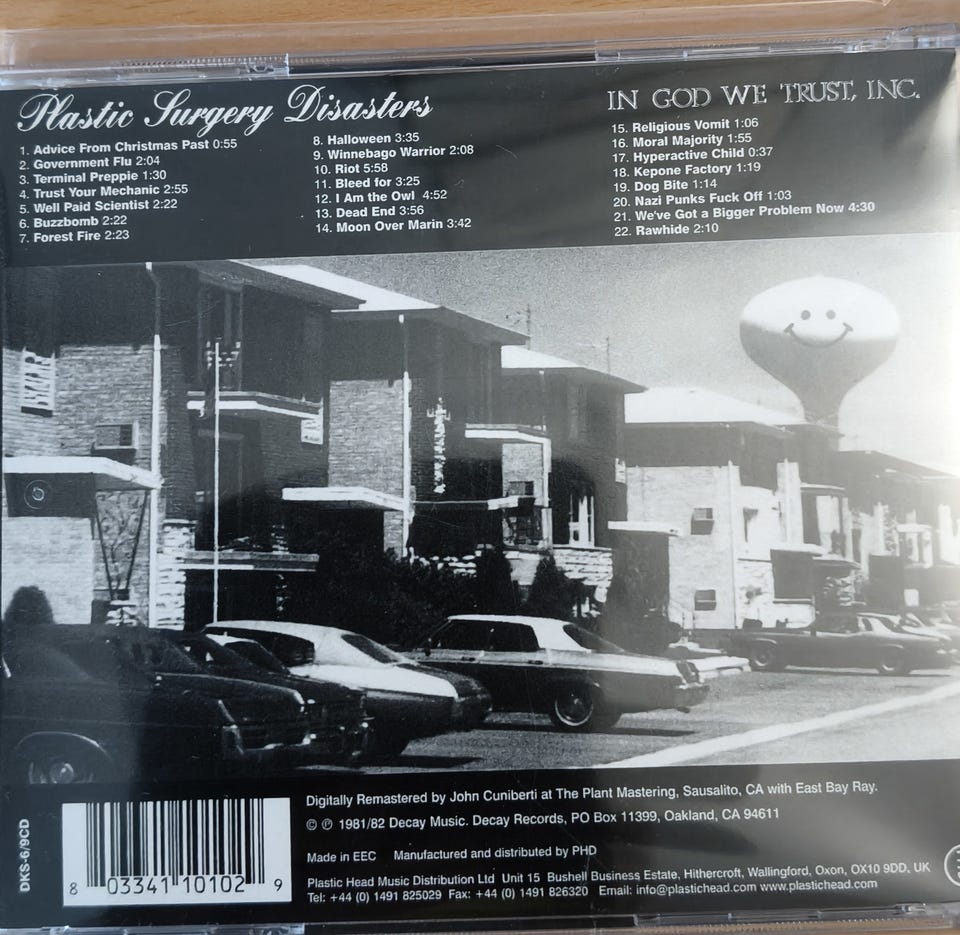 Plastic Surgery Disasters
1. Advice From Christmas Past 0:55
2. Government Flu 2:04
3. Terminal Preppie 1:30
4. Trust Your Mechanic 2:55
5. Well Paid Scientist 2:22
6. Buzzbomb 2:22
7. Forest Fire 2:23
8. Halloween 3:35
9. Winnebago Warrior 2:08
10. Riot 5:58
11. Bleed for 3:25
12. I Am the Owl 4:52
13. Dead End 3:56
14. Moon Over Marin 3:42
IN GOD WE TRUST, INC.
15. Religious Vomit 1:06
16. Moral Majority 1:55
17. Hyperactive Child 0:37
18. Kepone Factory 1:19
19. Dog Bite 1:14
20. Nazi Punks Fuck Off 1:03
21. We've Got a Bigger Problem Now 4:30
22. Rawhide 2:10
DKS-6/9CD
8 03341 10102 9
Digitally Remastered by John Cuniberti at The Plant Mastering, Sausalito, CA with East Bay Ray.
© ℗ 1981/82 Decay Music. Decay Records, PO Box 11399, Oakland, CA 94611
Made in EEC Manufactured and distributed by PHD
Plastic Head Music Distribution Ltd Unit 15 Bushell Business Estate, Hithercroft, Wallingford, Oxon, OX10 9DD, UK
Tel: +44 (0) 1491 825029 Fax: +44 (0) 1491 826320 Email: info@plastichead.com www.plastichead.com